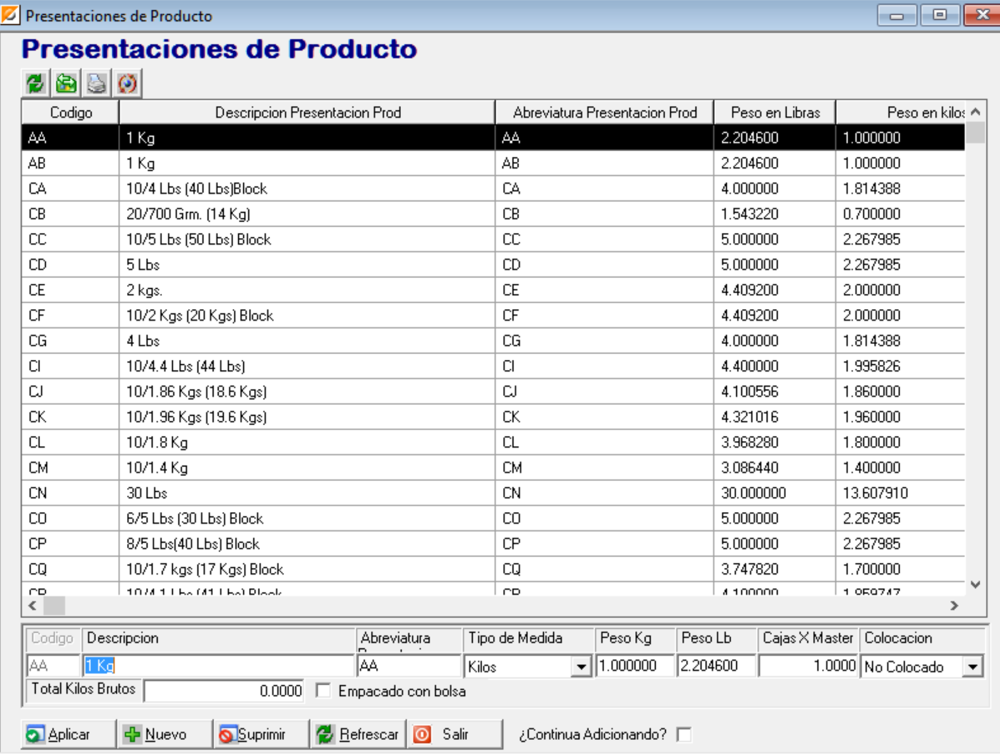 Presentaciones de Producto
Presentaciones de Producto
Codigo Descripcion Presentacion Prod Abreviatura Presentacion Prod Peso en Libras Peso en kilos
AA 1 Kg AA 2.204600 1.000000
AB 1 Kg AB 2.204600 1.000000
CA 10/4 Lbs (40 Lbs)Block CA 4.000000 1.814388
CB 20/700 Grm. (14 Kg) CB 1.543220 0.700000
CC 10/5 Lbs (50 Lbs) Block CC 5.000000 2.267985
CD 5 Lbs CD 5.000000 2.267985
CE 2 kgs. CE 4.409200 2.000000
CF 10/2 Kgs (20 Kgs) Block CF 4.409200 2.000000
CG 4 Lbs CG 4.000000 1.814388
CI 10/4.4 Lbs (44 Lbs) CI 4.400000 1.995826
CJ 10/1.86 Kgs (18.6 Kgs) CJ 4.100556 1.860000
CK 10/1.96 Kgs (19.6 Kgs) CK 4.321016 1.960000
CL 10/1.8 Kg CL 3.968280 1.800000
CM 10/1.4 Kg CM 3.086440 1.400000
CN 30 Lbs CN 30.000000 13.607910
CO 6/5 Lbs (30 Lbs) Block CO 5.000000 2.267985
CP 8/5 Lbs(40 Lbs) Block CP 5.000000 2.267985
CQ 10/1.7 kgs (17 Kgs) Block CQ 3.747820 1.700000
10/4.1 Lbs (41 Lbs) Block 4.100000 1.859747
Codigo Descripcion Abreviatura Tipo de Medida Peso Kg Peso Lb Cajas X Master Colocacion
AA 1 Kg AA Kilos 1.000000 2.204600 1.0000 No Colocado
Total Kilos Brutos 0.0000 Empacado con bolsa
Aplicar Nuevo Suprimir Refrescar Salir ¿Continua Adicionando?